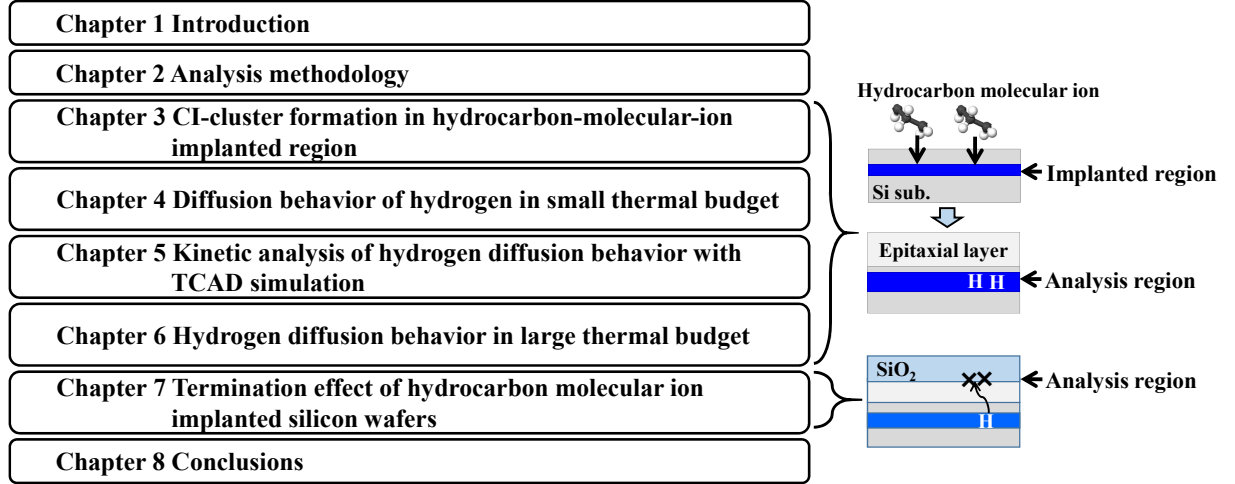 Chapter 1 Introduction
Chapter 2 Analysis methodology
Chapter 3 CI-cluster formation in hydrocarbon-molecular-ion
implanted region
Chapter 4 Diffusion behavior of hydrogen in small thermal budget
Chapter 5 Kinetic analysis of hydrogen diffusion behavior with
TCAD simulation
Chapter 6 Hydrogen diffusion behavior in large thermal budget
Chapter 7 Termination effect of hydrocarbon molecular ion
implanted silicon wafers
Chapter 8 Conclusions
Hydrocarbon molecular ion
Implanted region
Si sub.
Epitaxial layer
H H
Analysis region
SiO₂
Analysis region
H